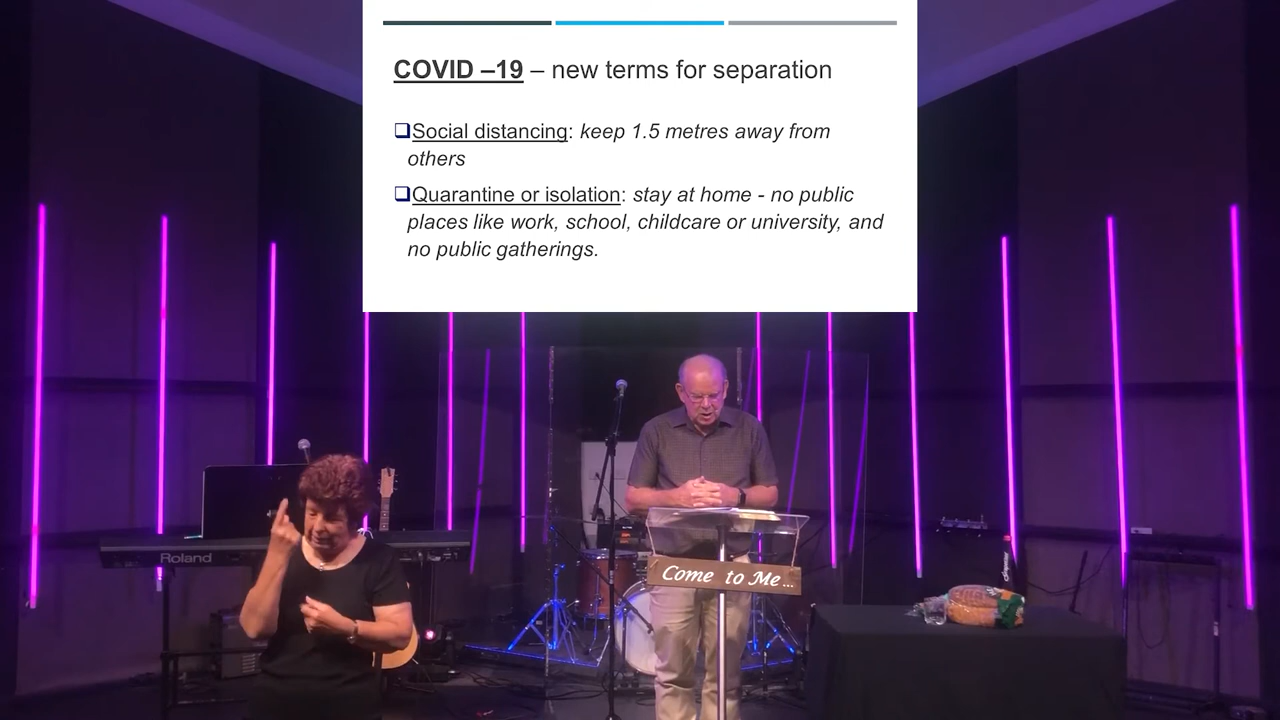 COVID –19 – new terms for separation
❑Social distancing: keep 1.5 metres away from
others
❑Quarantine or isolation: stay at home - no public
places like work, school, childcare or university, and
no public gatherings.
Roland
Come to Me...